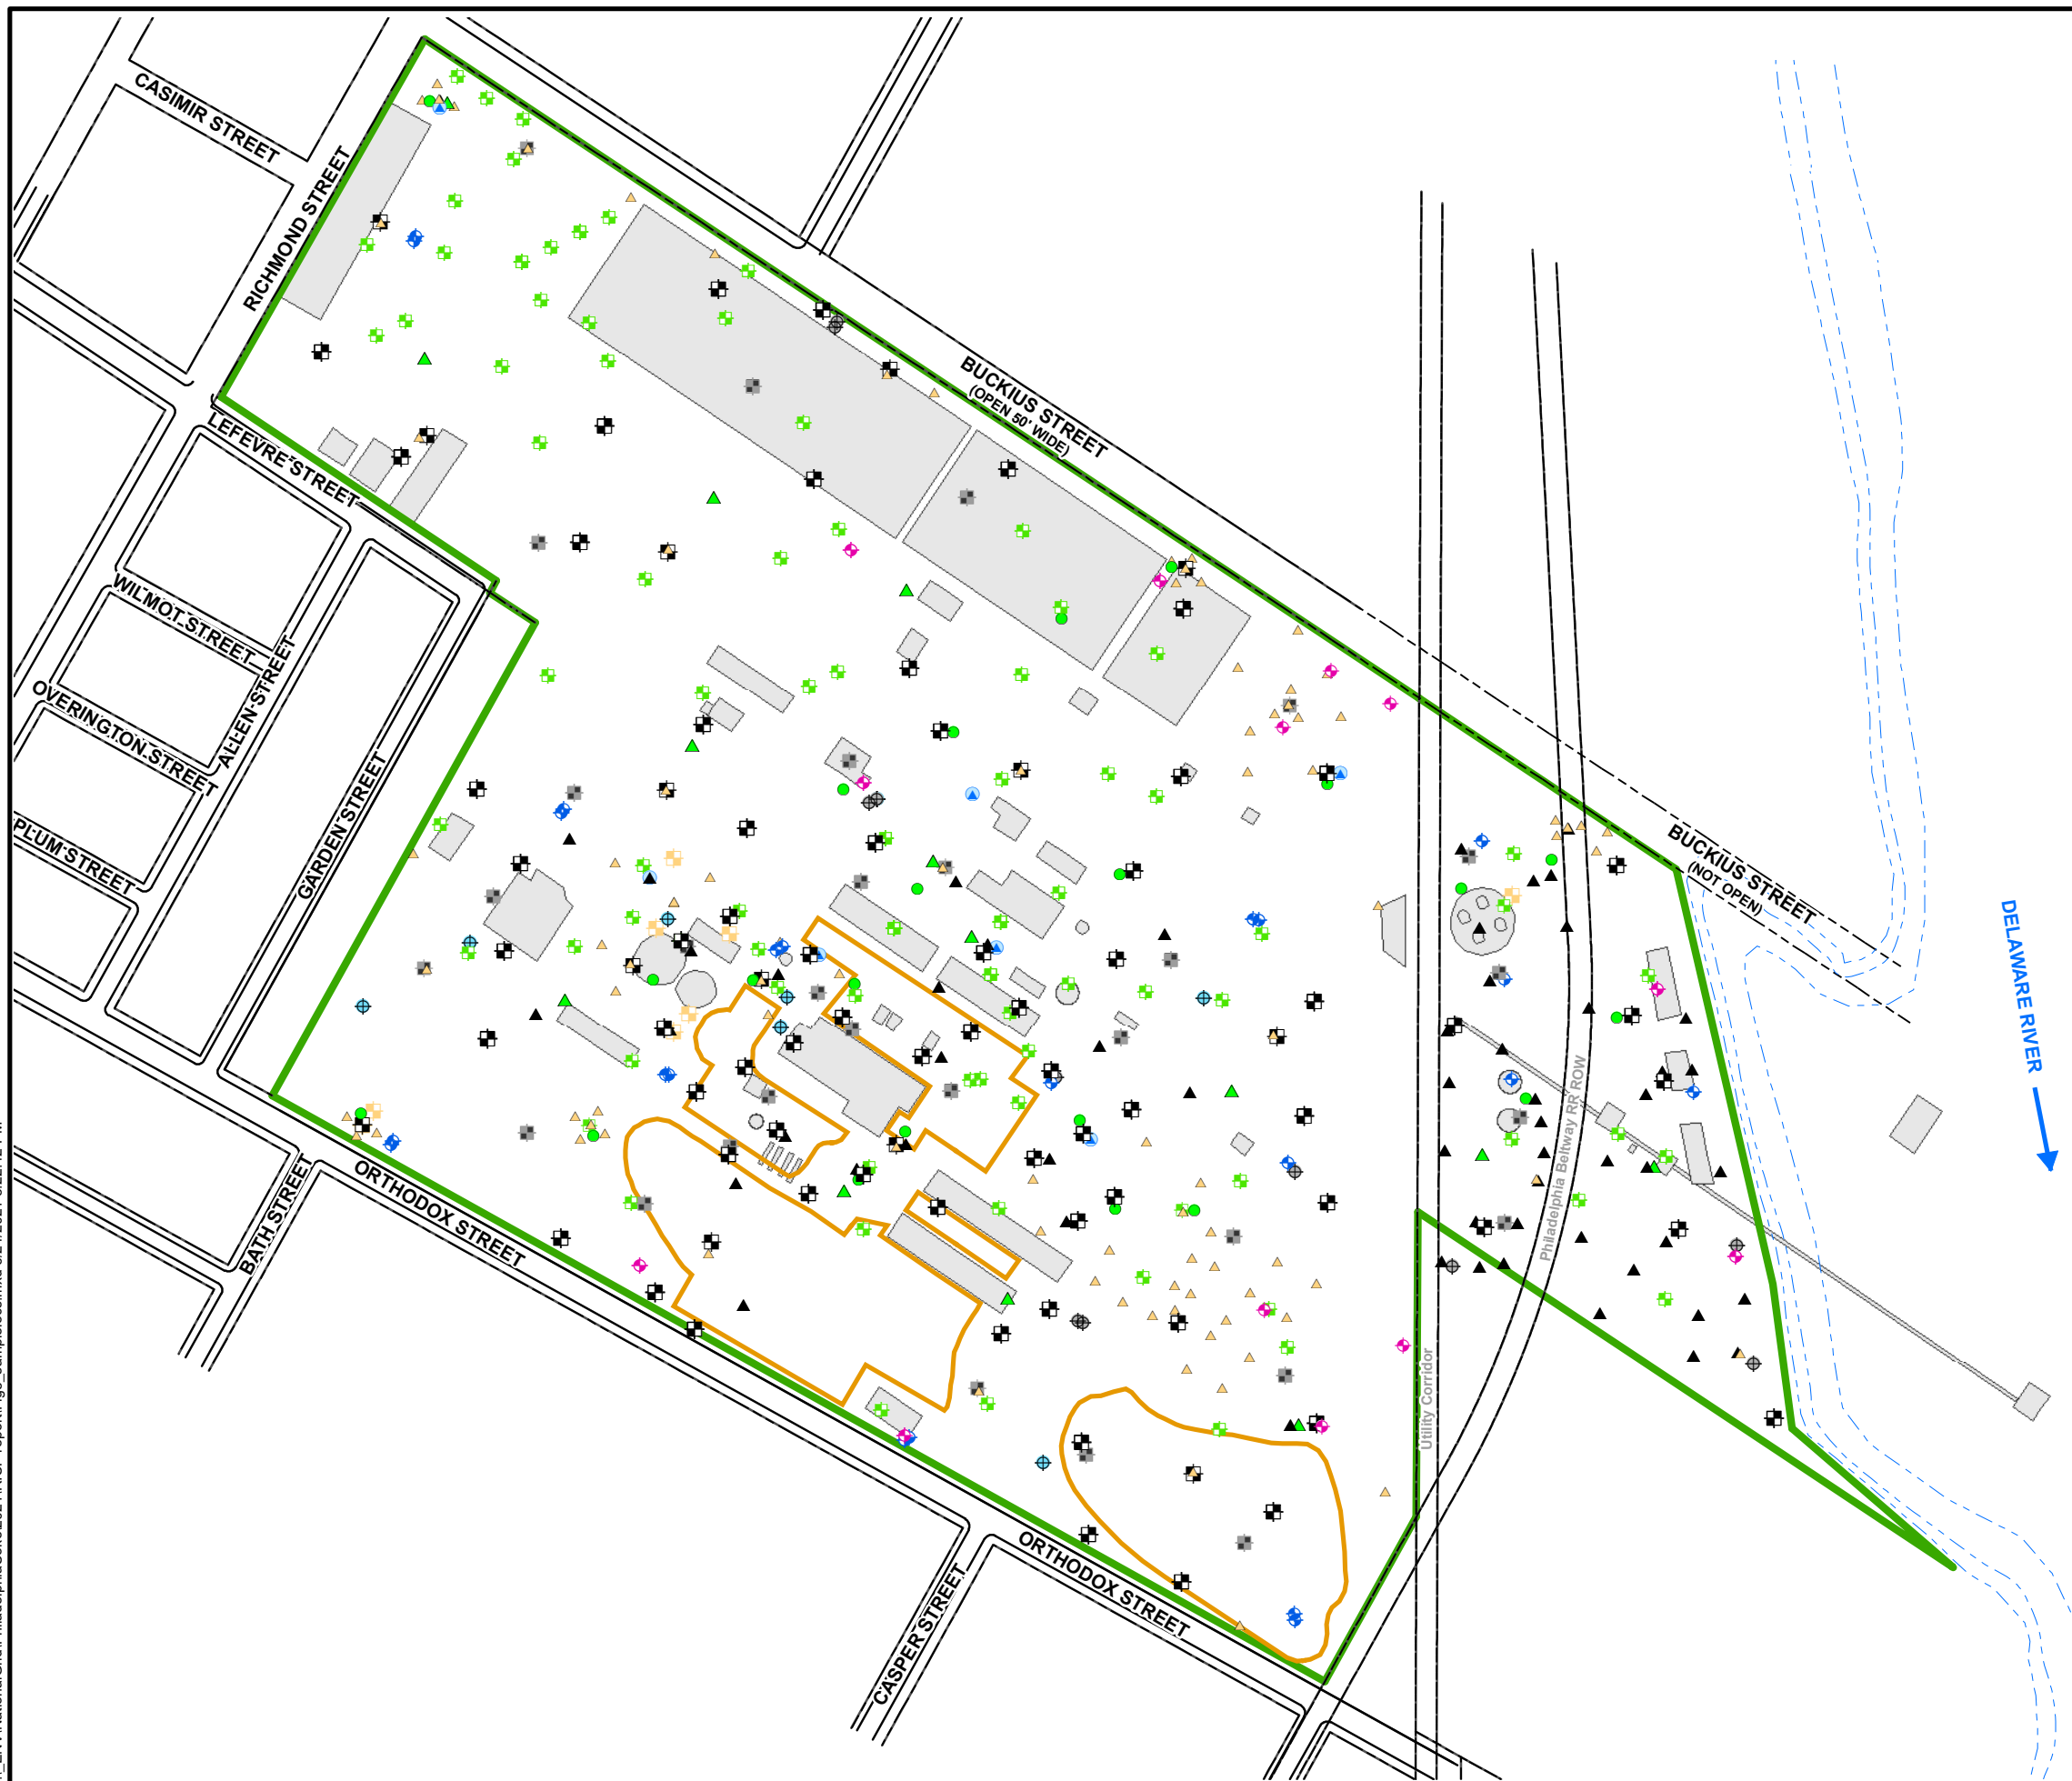 CASIMIR STREET
RICHMOND STREET
BUCKIUS STREET
(OPEN 50' WIDE)
LEFEVRE STREET
WILMOT STREET
ALLEN STREET
OVERINGTON STREET
GARDEN STREET
PLUM STREET
BUCKIUS STREET
(NOT OPEN)
DELAWARE RIVER
Philadelphia Beltway RR ROW
BATH STREET
ORTHODOX STREET
Utility Corridor
ORTHODOX STREET
CASPER STREET